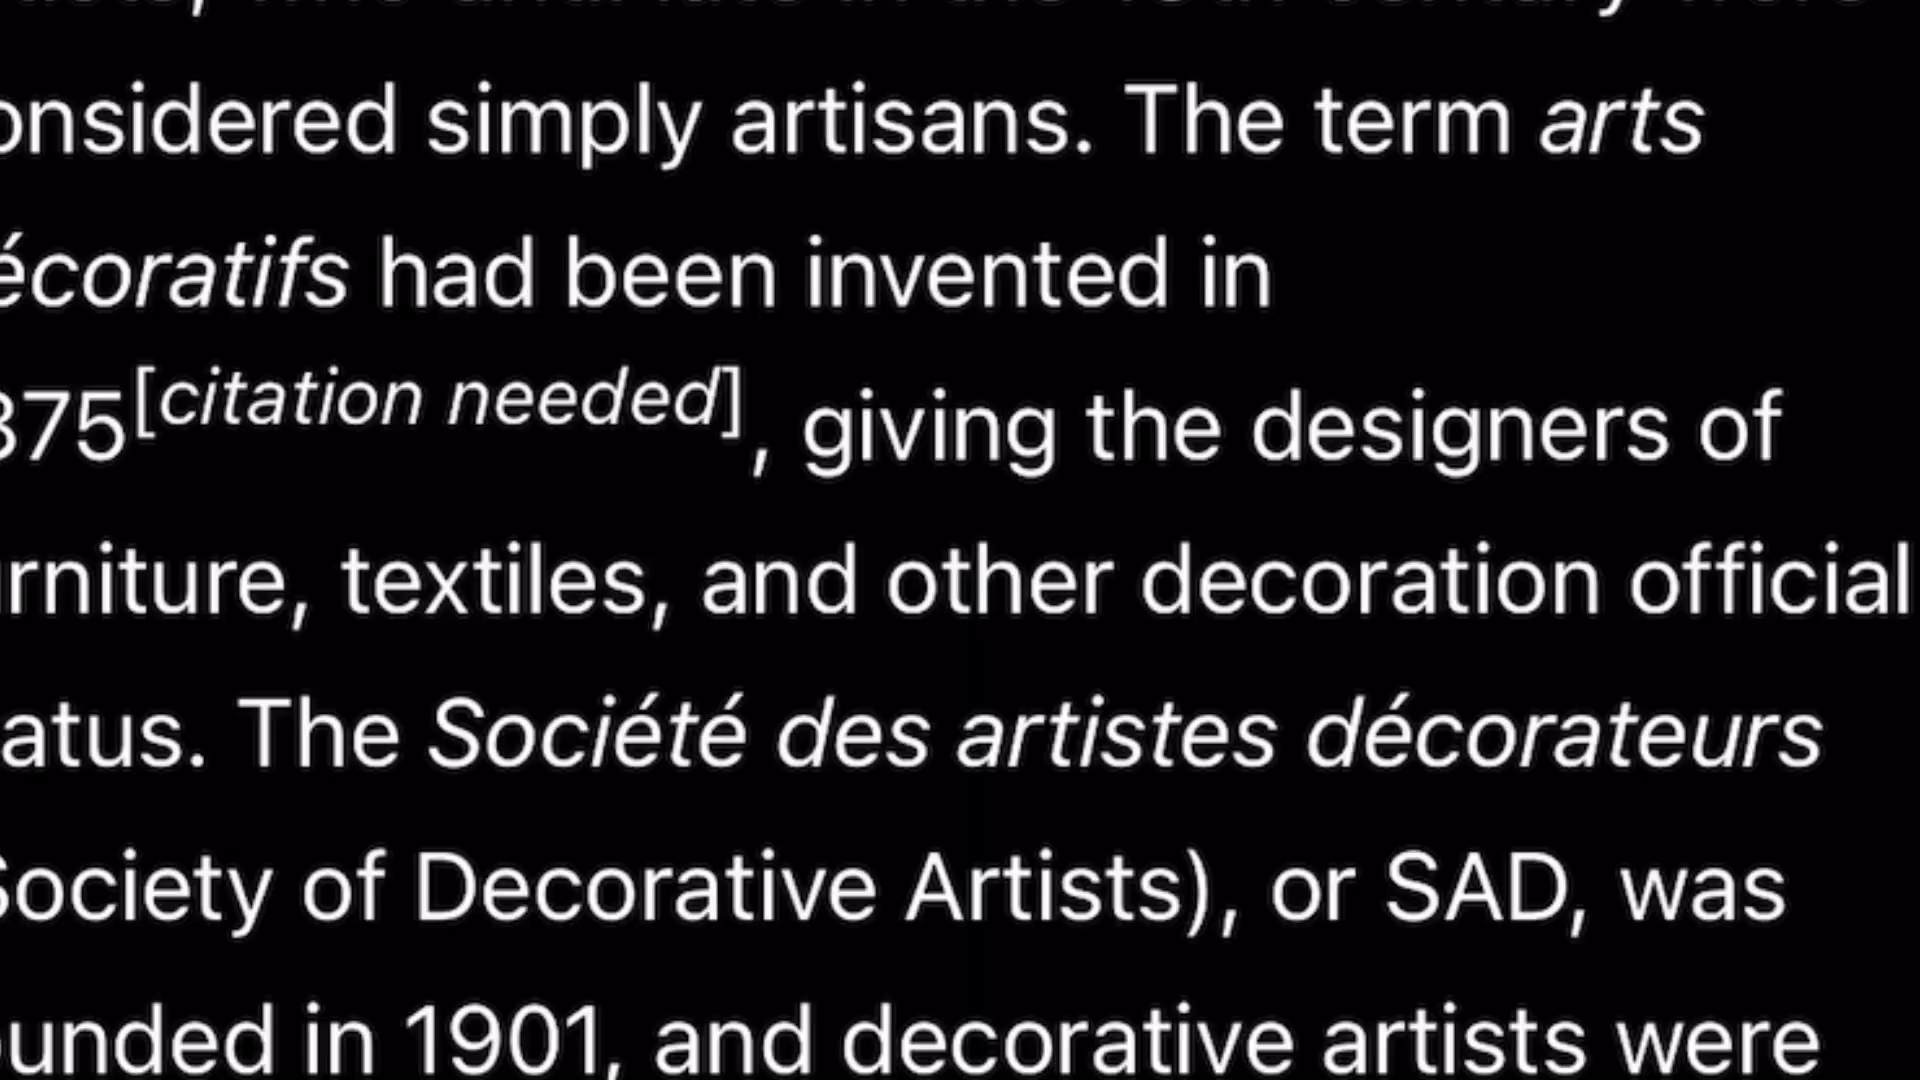 onsidered simply artisans. The term arts
écoratifs had been invented in
875[citation needed], giving the designers of
rniture, textiles, and other decoration official
atus. The Société des artistes décorateurs
Society of Decorative Artists), or SAD, was
ounded in 1901, and decorative artists were